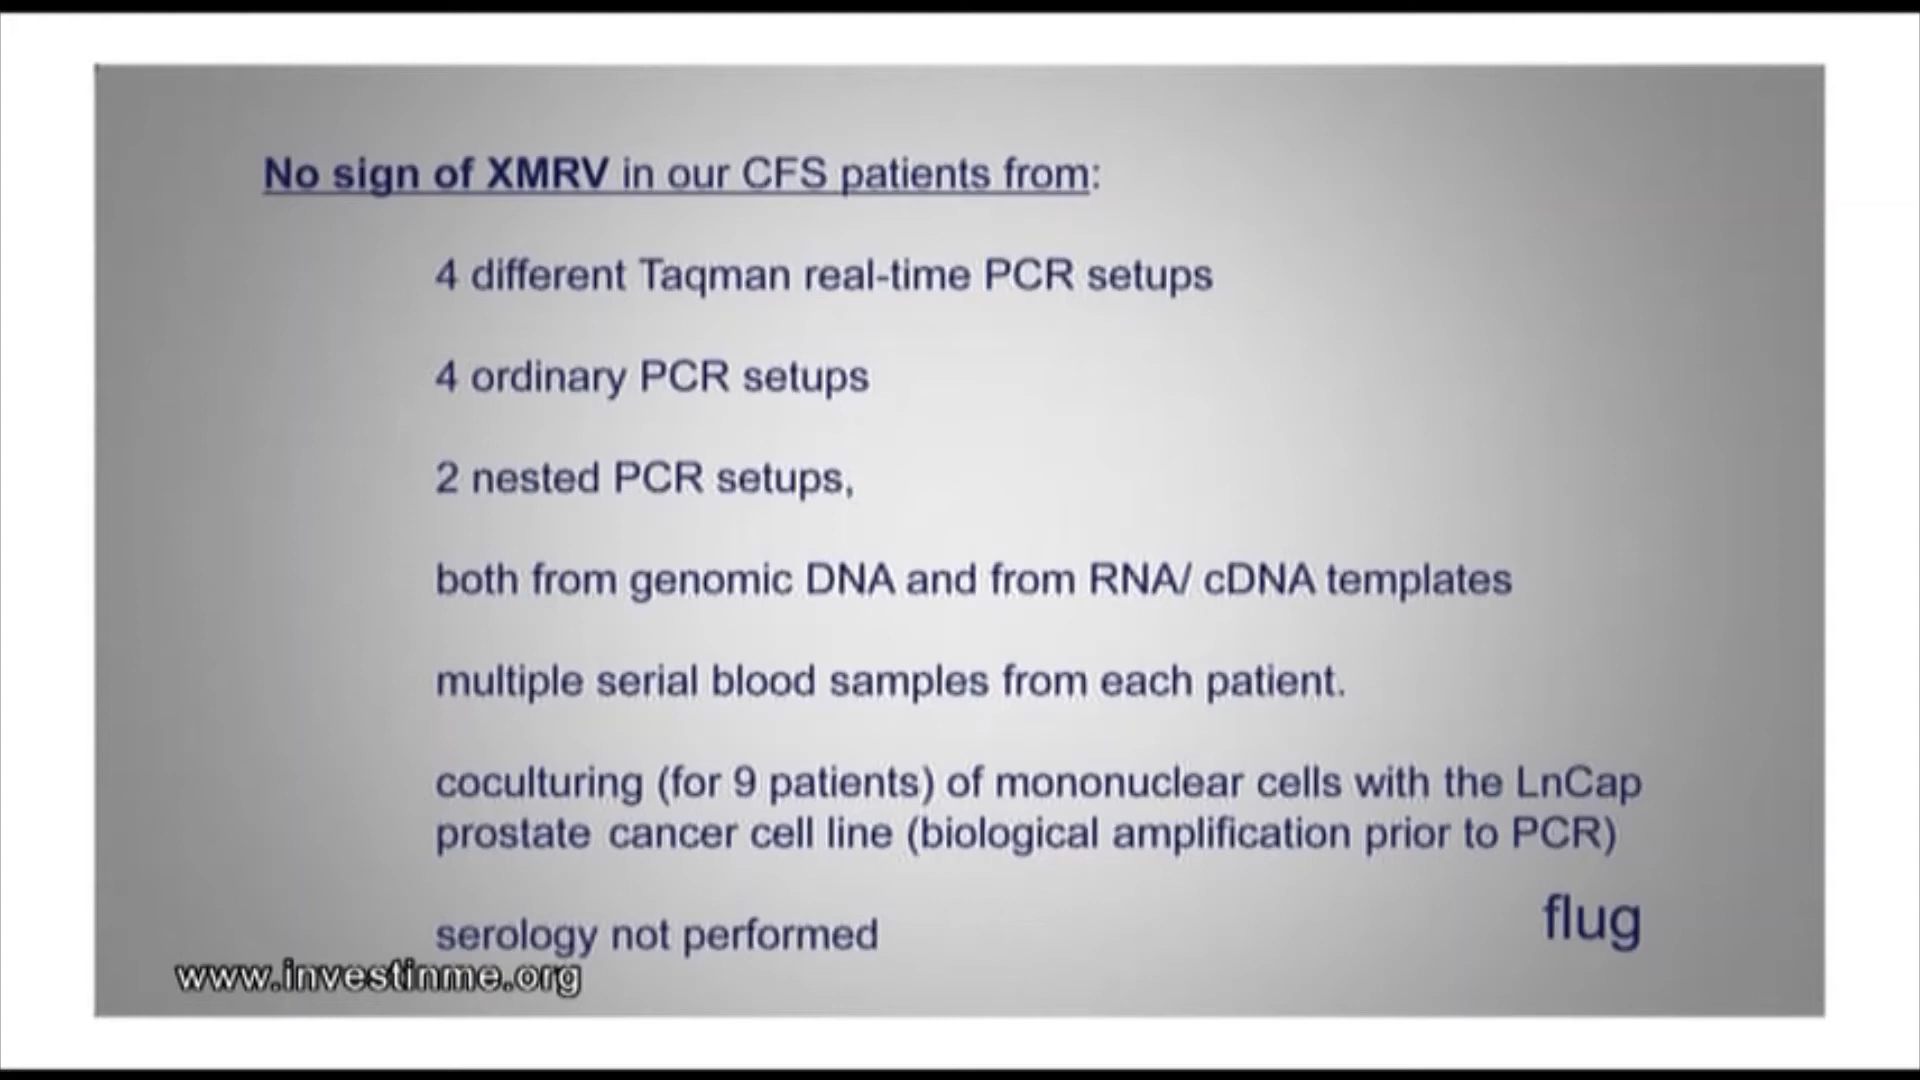 No sign of XMRV in our CFS patients from:
4 different Taqman real-time PCR setups
4 ordinary PCR setups
2 nested PCR setups,
both from genomic DNA and from RNA/ cDNA templates
multiple serial blood samples from each patient.
coculturing (for 9 patients) of mononuclear cells with the LnCap
prostate cancer cell line (biological amplification prior to PCR)
serology not performed
flug
www.investinme.org